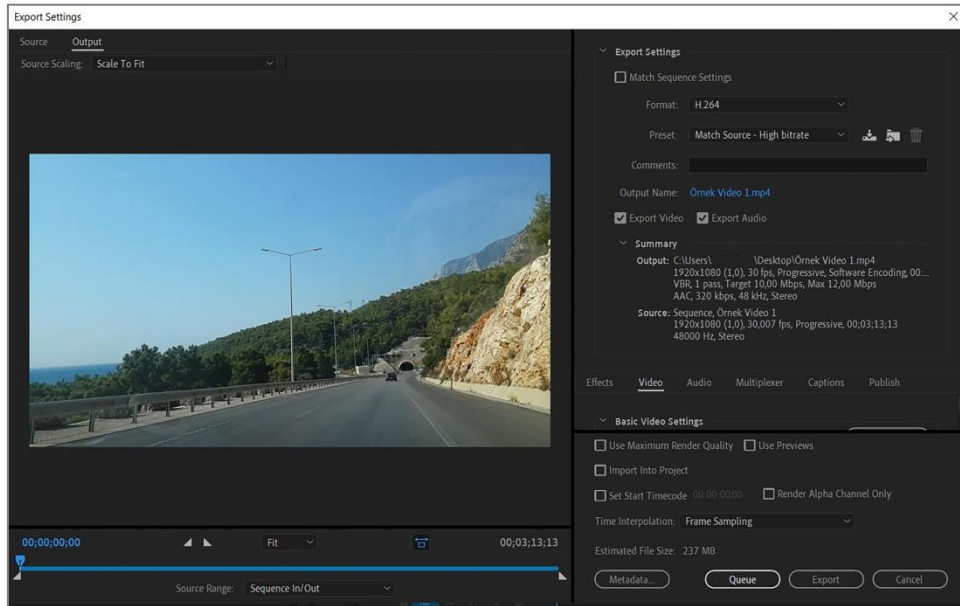 Export Settings
Source Output
Source Scaling: Scale To Fit
00;00;00;00 Fit 00;03;13;13
Source Range: Sequence In/Out
Export Settings
Match Sequence Settings
Format: H.264
Preset: Match Source - High bitrate
Comments:
Output Name: Örnek Video 1.mp4
Export Video Export Audio
Summary
Output: C:\Users\ \Desktop\Örnek Video 1.mp4
1920x1080 (1,0), 30 fps, Progressive, Software Encoding, 00:...
VBR, 1 pass, Target 10,00 Mbps, Max 12,00 Mbps
AAC, 320 kbps, 48 kHz, Stereo
Source: Sequence, Örnek Video 1
1920x1080 (1,0), 30,007 fps, Progressive, 00;03;13;13
48000 Hz, Stereo
Effects Video Audio Multiplexer Captions Publish
Basic Video Settings
Use Maximum Render Quality Use Previews
Import Into Project
Set Start Timecode 00:00:00:00 Render Alpha Channel Only
Time Interpolation: Frame Sampling
Estimated File Size: 237 MB
Metadata... Queue Export Cancel